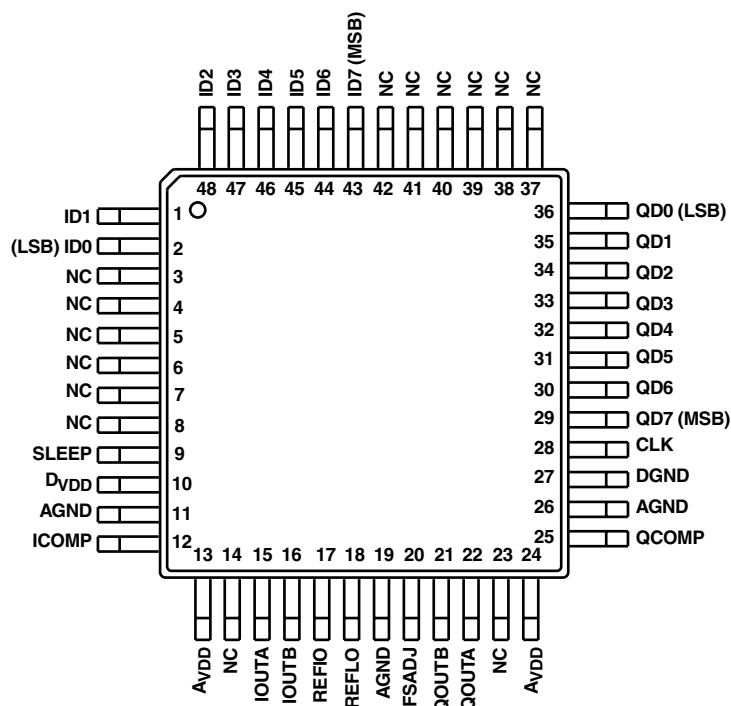 ID2 ID3 ID4 ID5 ID6 ID7 (MSB) NC NC NC NC NC NC
48 47 46 45 44 43 42 41 40 39 38 37
ID1 1 36 QD0 (LSB)
(LSB) ID0 2 35 QD1
NC 3 34 QD2
NC 4 33 QD3
NC 5 32 QD4
NC 6 31 QD5
NC 7 30 QD6
NC 8 29 QD7 (MSB)
SLEEP 9 28 CLK
DVDD 10 27 DGND
AGND 11 26 AGND
ICOMP 12 25 QCOMP
13 14 15 16 17 18 19 20 21 22 23 24
AVDD NC IOUTA IOUTB REFIO REFLO AGND FSADJ QOUTB QOUTA NC AVDD